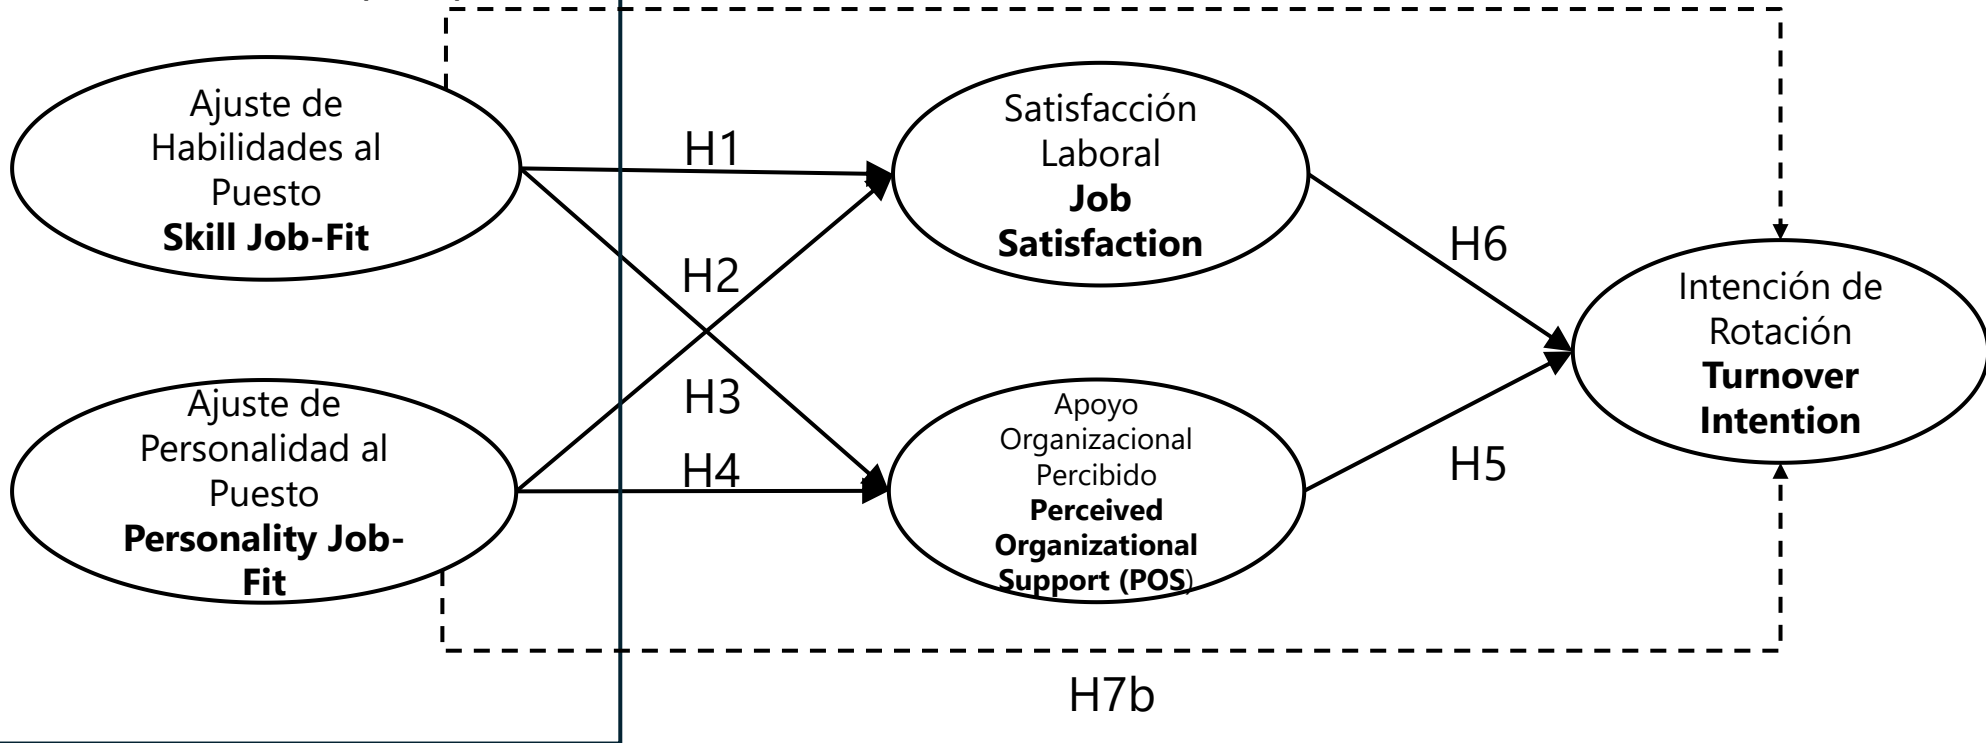 Ajuste de
Habilidades al
Puesto
Skill Job-Fit
H1
Satisfacción
Laboral
Job
Satisfaction
H2
H6
Intención de
Rotación
Turnover
Intention
Ajuste de
Personalidad al
Puesto
Personality Job-
Fit
H3
H4
Apoyo
Organizacional
Percibido
Perceived
Organizational
Support (POS)
H5
H7b